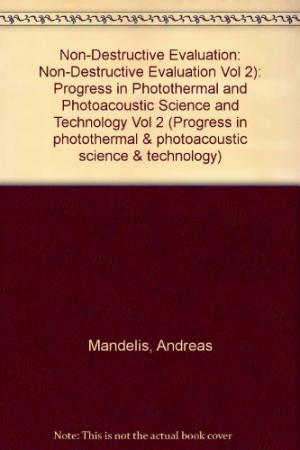 Non-Destructive Evaluation:
Non-Destructive Evaluation Vol 2):
Progress in Photothermal and
Photoacoustic Science and
Technology Vol 2 (Progress in
photothermal & photoacoustic
science & technology)
Mandelis, Andreas
Note: This is not the actual book cover